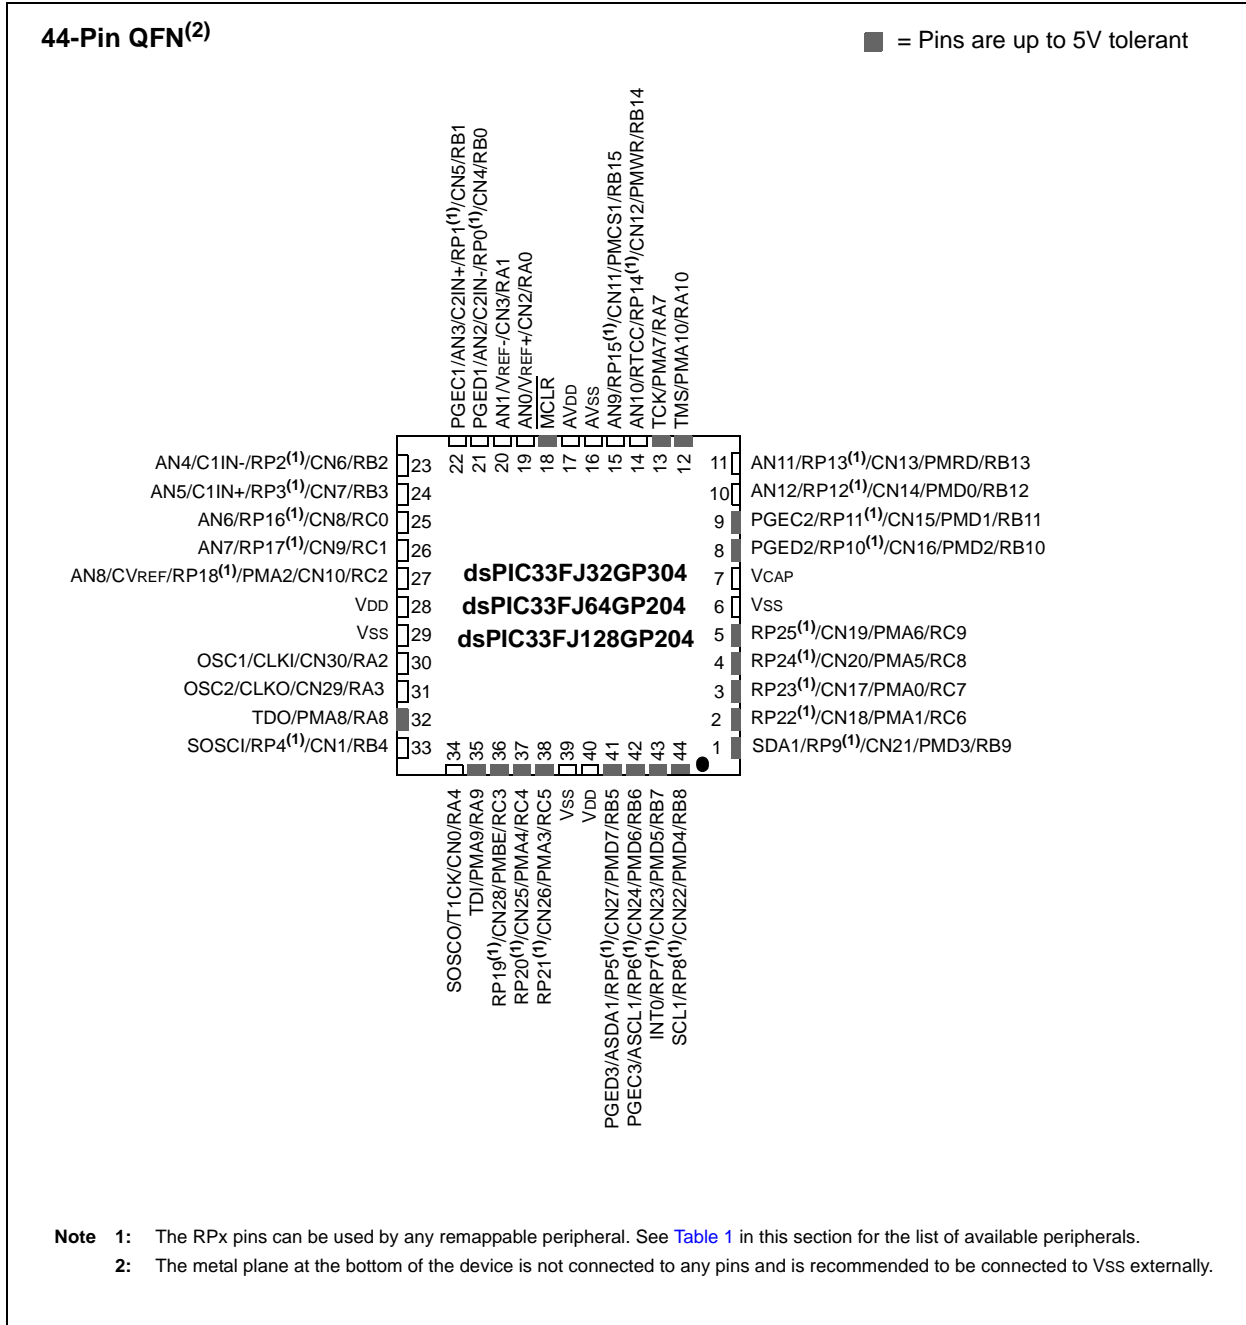 44-Pin QFN(2)
= Pins are up to 5V tolerant
PGEC1/AN3/C2IN+/RP1(1)/CN5/RB1
PGED1/AN2/C2IN-/RP0(1)/CN4/RB0
AN1/VREF-/CN3/RA1
AN0/VREF+/CN2/RA0
MCLR
AVDD
AVSS
AN9/RP15(1)/CN11/PMCS1/RB15
AN10/RTCC/RP14(1)/CN12/PMWR/RB14
TCK/PMA7/RA7
TMS/PMA10/RA10
22 21 20 19 18 17 16 15 14 13 12
AN4/C1IN-/RP2(1)/CN6/RB2 23
AN5/C1IN+/RP3(1)/CN7/RB3 24
AN6/RP16(1)/CN8/RC0 25
AN7/RP17(1)/CN9/RC1 26
AN8/CVREF/RP18(1)/PMA2/CN10/RC2 27
VDD 28
VSS 29
OSC1/CLKI/CN30/RA2 30
OSC2/CLKO/CN29/RA3 31
TDO/PMA8/RA8 32
SOSCI/RP4(1)/CN1/RB4 33
dsPIC33FJ32GP304
dsPIC33FJ64GP204
dsPIC33FJ128GP204
11 AN11/RP13(1)/CN13/PMRD/RB13
10 AN12/RP12(1)/CN14/PMD0/RB12
9 PGEC2/RP11(1)/CN15/PMD1/RB11
8 PGED2/RP10(1)/CN16/PMD2/RB10
7 VCAP
6 VSS
5 RP25(1)/CN19/PMA6/RC9
4 RP24(1)/CN20/PMA5/RC8
3 RP23(1)/CN17/PMA0/RC7
2 RP22(1)/CN18/PMA1/RC6
1 SDA1/RP9(1)/CN21/PMD3/RB9
34 35 36 37 38 39 40 41 42 43 44
SOSCO/T1CK/CN0/RA4
TDI/PMA9/RA9
RP19(1)/CN28/PMBE/RC3
RP20(1)/CN25/PMA4/RC4
RP21(1)/CN26/PMA3/RC5
VSS
VDD
PGED3/ASDA1/RP5(1)/CN27/PMD7/RB5
PGEC3/ASCL1/RP6(1)/CN24/PMD6/RB6
INT0/RP7(1)/CN23/PMD5/RB7
SCL1/RP8(1)/CN22/PMD4/RB8
Note 1: The RPx pins can be used by any remappable peripheral. See Table 1 in this section for the list of available peripherals.
2: The metal plane at the bottom of the device is not connected to any pins and is recommended to be connected to VSS externally.